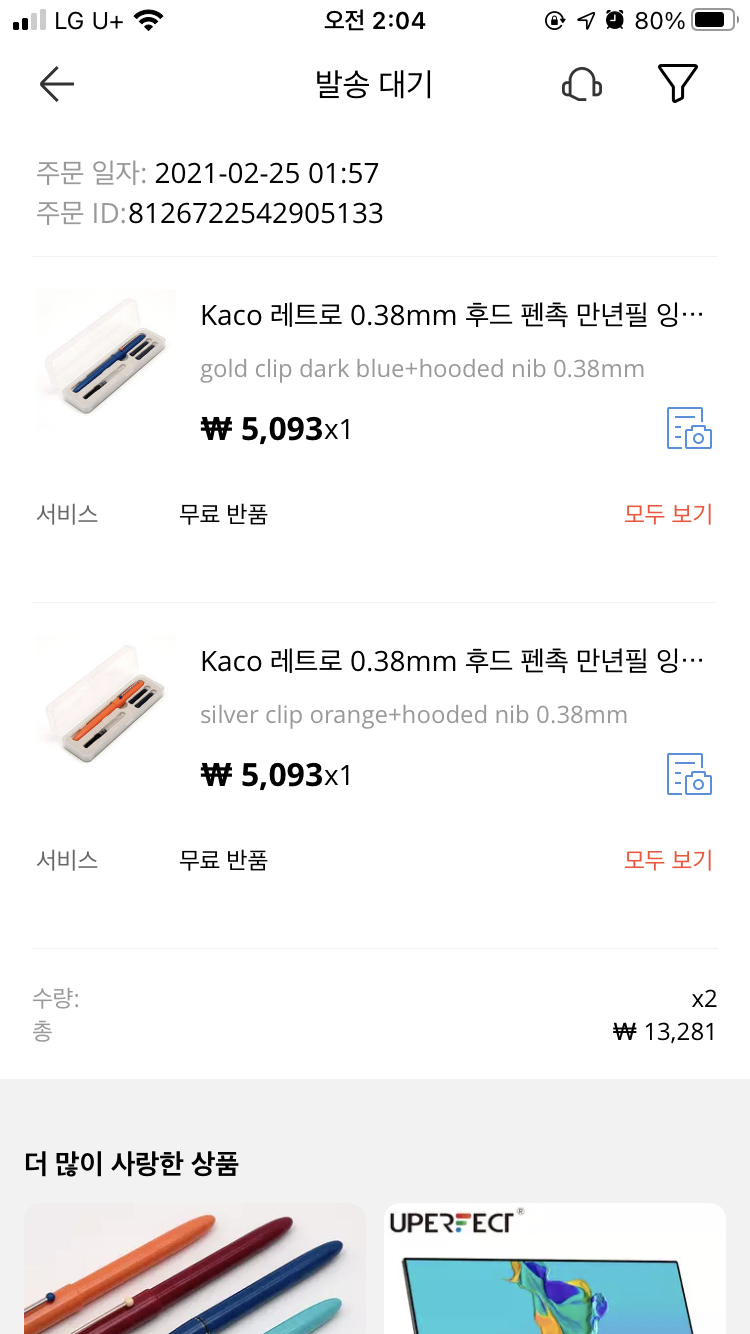 LG U+ 오전 2:04 80%
발송 대기
주문 일자: 2021-02-25 01:57
주문 ID:8126722542905133
Kaco 레트로 0.38mm 후드 펜촉 만년필 잉…
gold clip dark blue+hooded nib 0.38mm
₩ 5,093x1
서비스 무료 반품 모두 보기
Kaco 레트로 0.38mm 후드 펜촉 만년필 잉…
silver clip orange+hooded nib 0.38mm
₩ 5,093x1
서비스 무료 반품 모두 보기
수량: x2
총 ₩ 13,281
더 많이 사랑한 상품
UPERFECT®